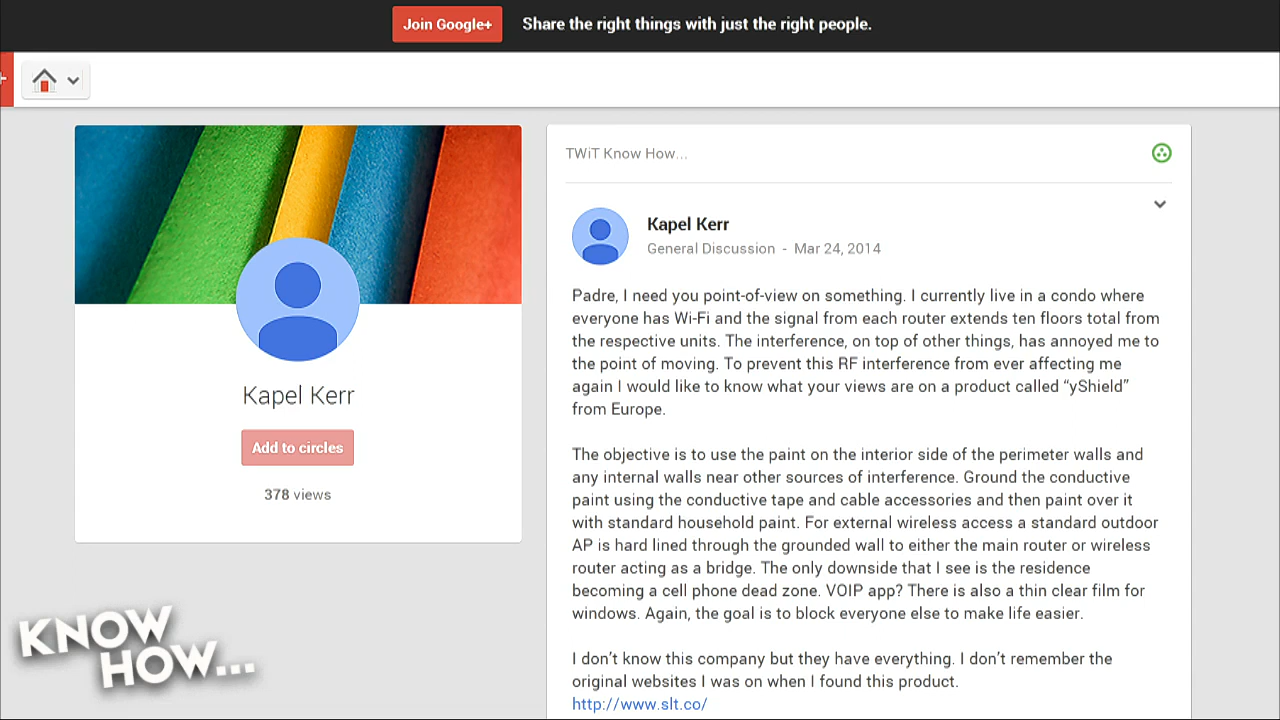 Join Google+ Share the right things with just the right people.
+
TWiT Know How...
Kapel Kerr
General Discussion - Mar 24, 2014
Padre, I need you point-of-view on something. I currently live in a condo where
everyone has Wi-Fi and the signal from each router extends ten floors total from
the respective units. The interference, on top of other things, has annoyed me to
the point of moving. To prevent this RF interference from ever affecting me
again I would like to know what your views are on a product called “yShield”
from Europe.
The objective is to use the paint on the interior side of the perimeter walls and
any internal walls near other sources of interference. Ground the conductive
paint using the conductive tape and cable accessories and then paint over it
with standard household paint. For external wireless access a standard outdoor
AP is hard lined through the grounded wall to either the main router or wireless
router acting as a bridge. The only downside that I see is the residence
becoming a cell phone dead zone. VOIP app? There is also a thin clear film for
windows. Again, the goal is to block everyone else to make life easier.
I don’t know this company but they have everything. I don’t remember the
original websites I was on when I found this product.
http://www.slt.co/
Kapel Kerr
Add to circles
378 views
KNOW
HOW...